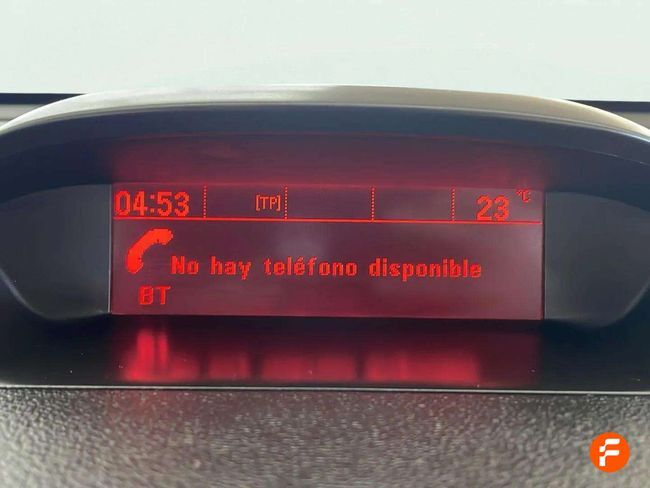 04:53 [TP] 23 °C
No hay teléfono disponible
BT